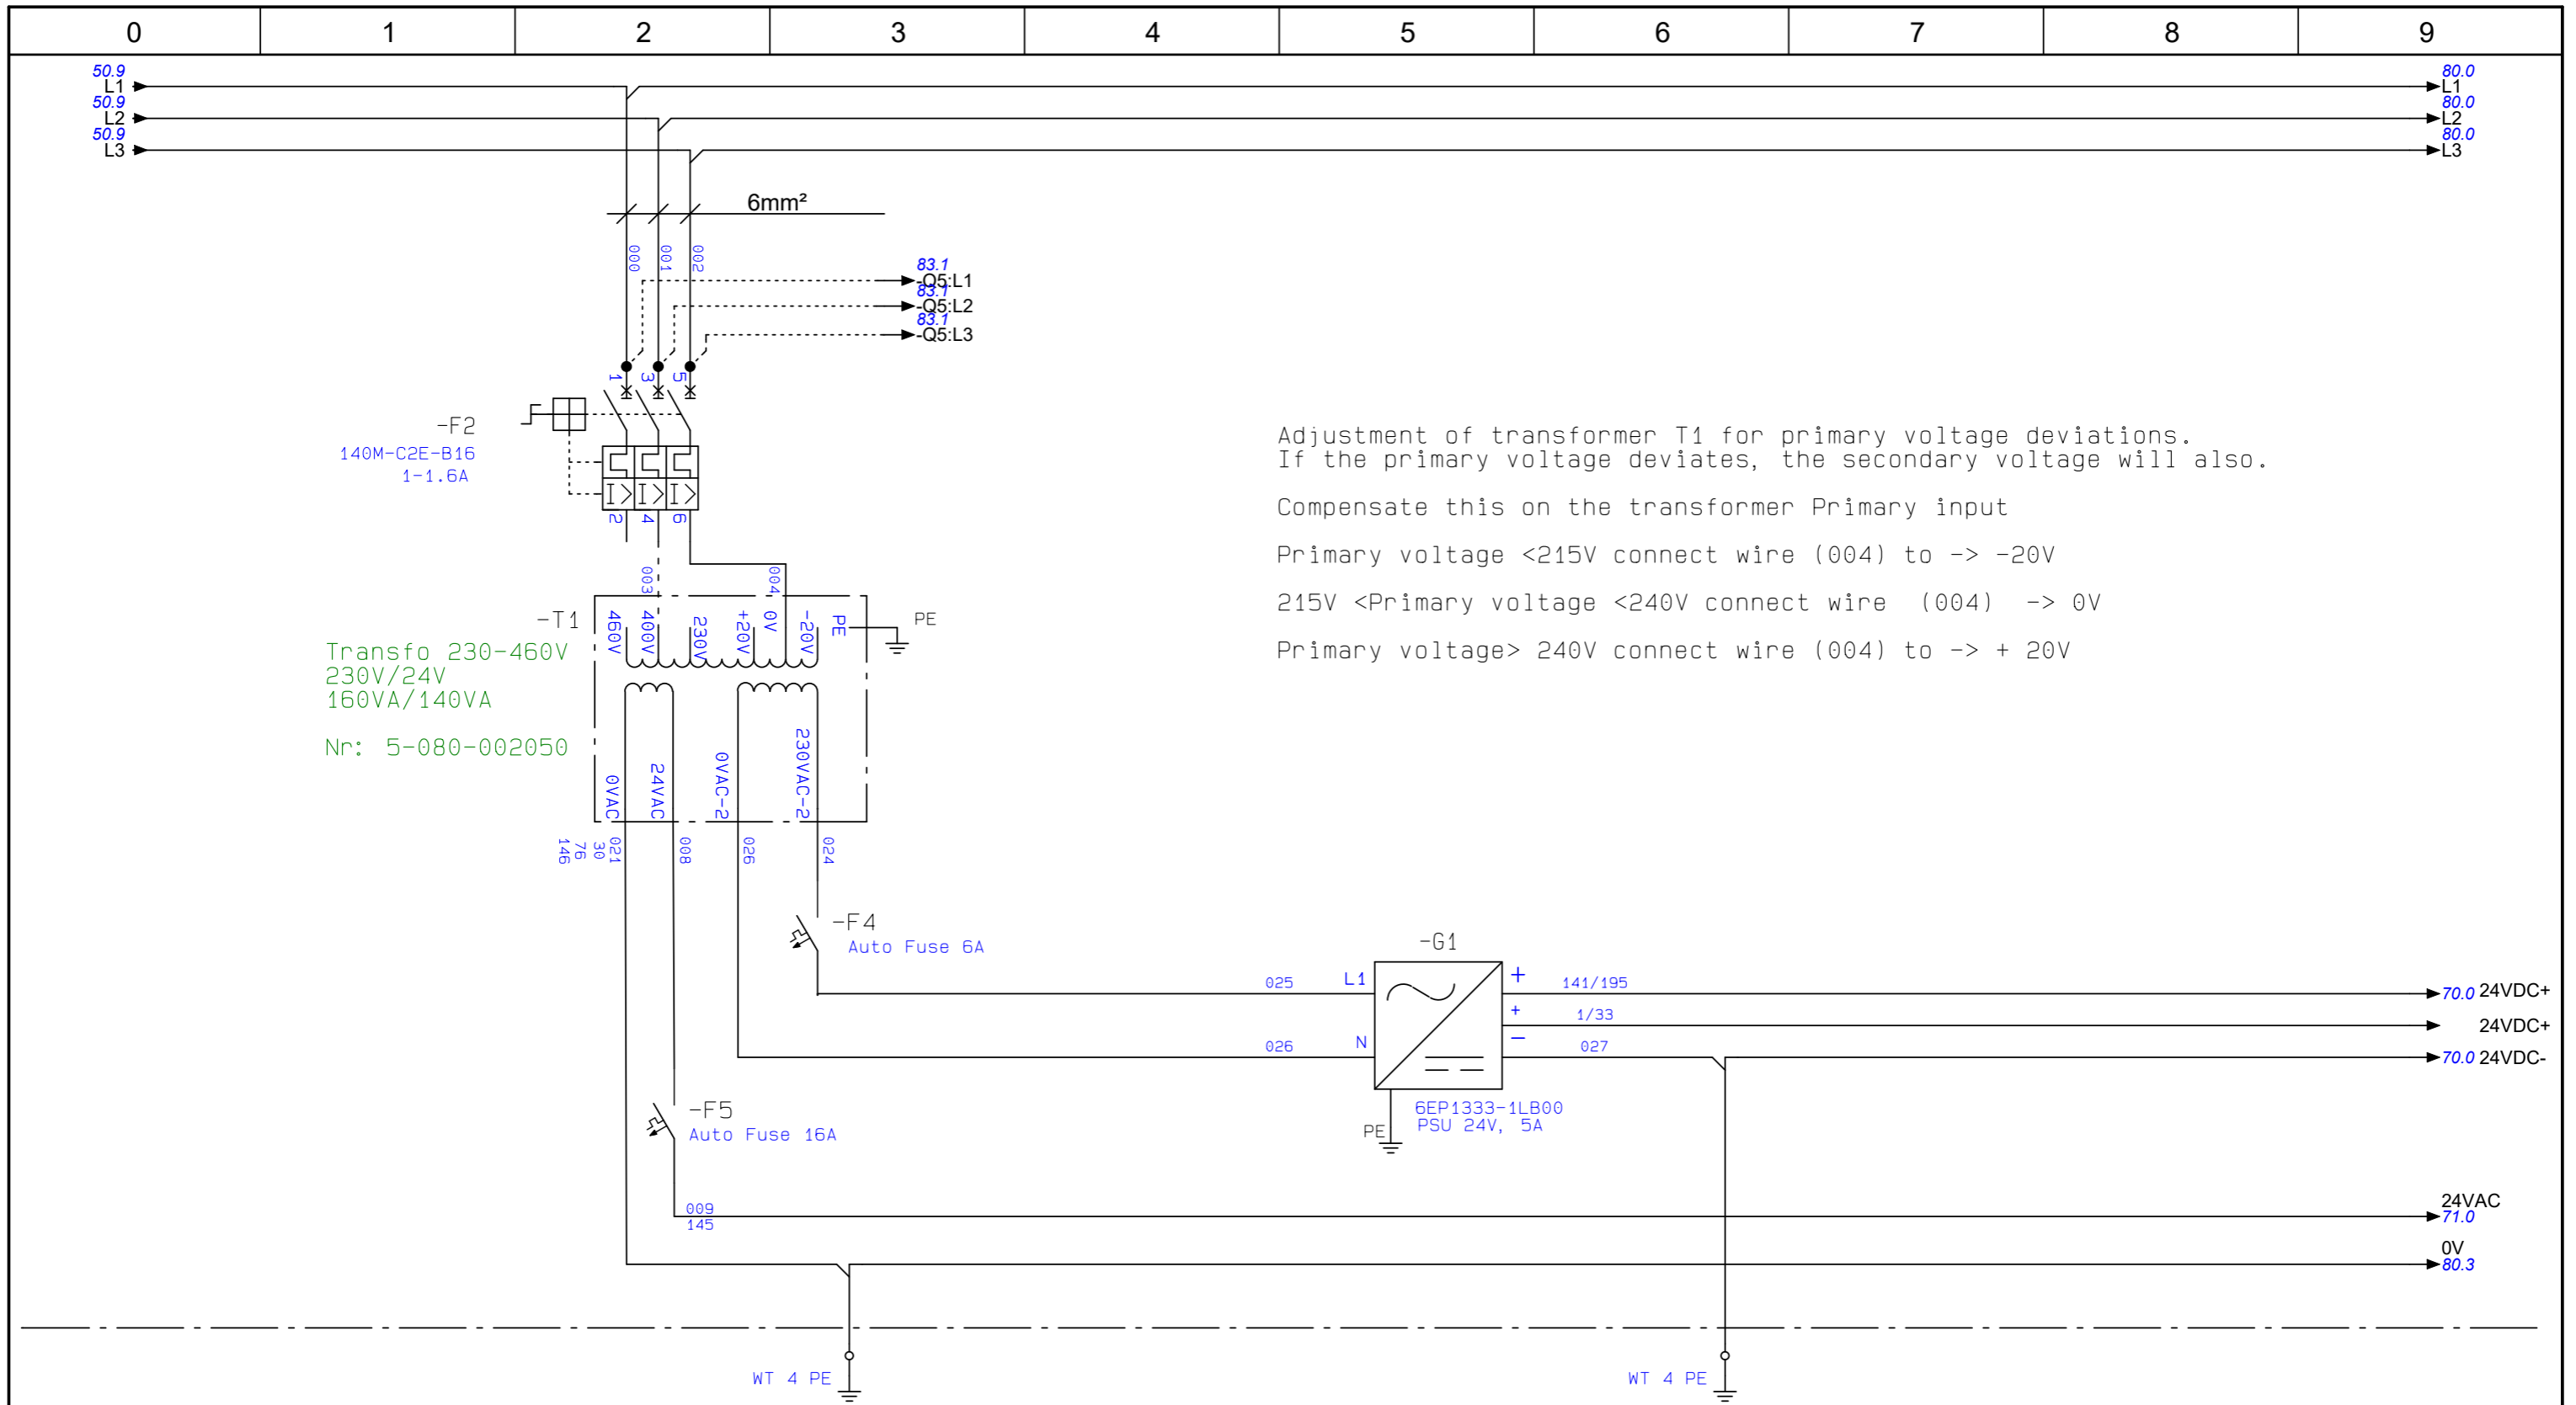 0 1 2 3 4 5 6 7 8 9
50.9
L1
50.9
L2
50.9
L3
80.0
L1
80.0
L2
80.0
L3
6mm²
000 001 002
83.1
-Q5:L1
83.1
-Q5:L2
83.1
-Q5:L3
1 3 5
-F2
140M-C2E-B16
1-1.6A
I> I> I>
2 4 6
Adjustment of transformer T1 for primary voltage deviations.
If the primary voltage deviates, the secondary voltage will also.
Compensate this on the transformer Primary input
Primary voltage <215V connect wire (004) to -> -20V
215V <Primary voltage <240V connect wire (004) -> 0V
Primary voltage> 240V connect wire (004) to -> + 20V
003 004
-T1
460V 400V 230V +20V 0V -20V PE
PE
Transfo 230-460V
230V/24V
160VA/140VA
Nr: 5-080-002050
0VAC 24VAC 0VAC-2 230VAC-2
146 76 30 021 008 026 024
-F4
Auto Fuse 6A
-G1
025 L1 + 141/195
70.0 24VDC+
+ 1/33
24VDC+
026 N - 027
70.0 24VDC-
6EP1333-1LB00
PSU 24V, 5A
PE
-F5
Auto Fuse 16A
009
145
24VAC
71.0
0V
80.3
WT 4 PE
WT 4 PE